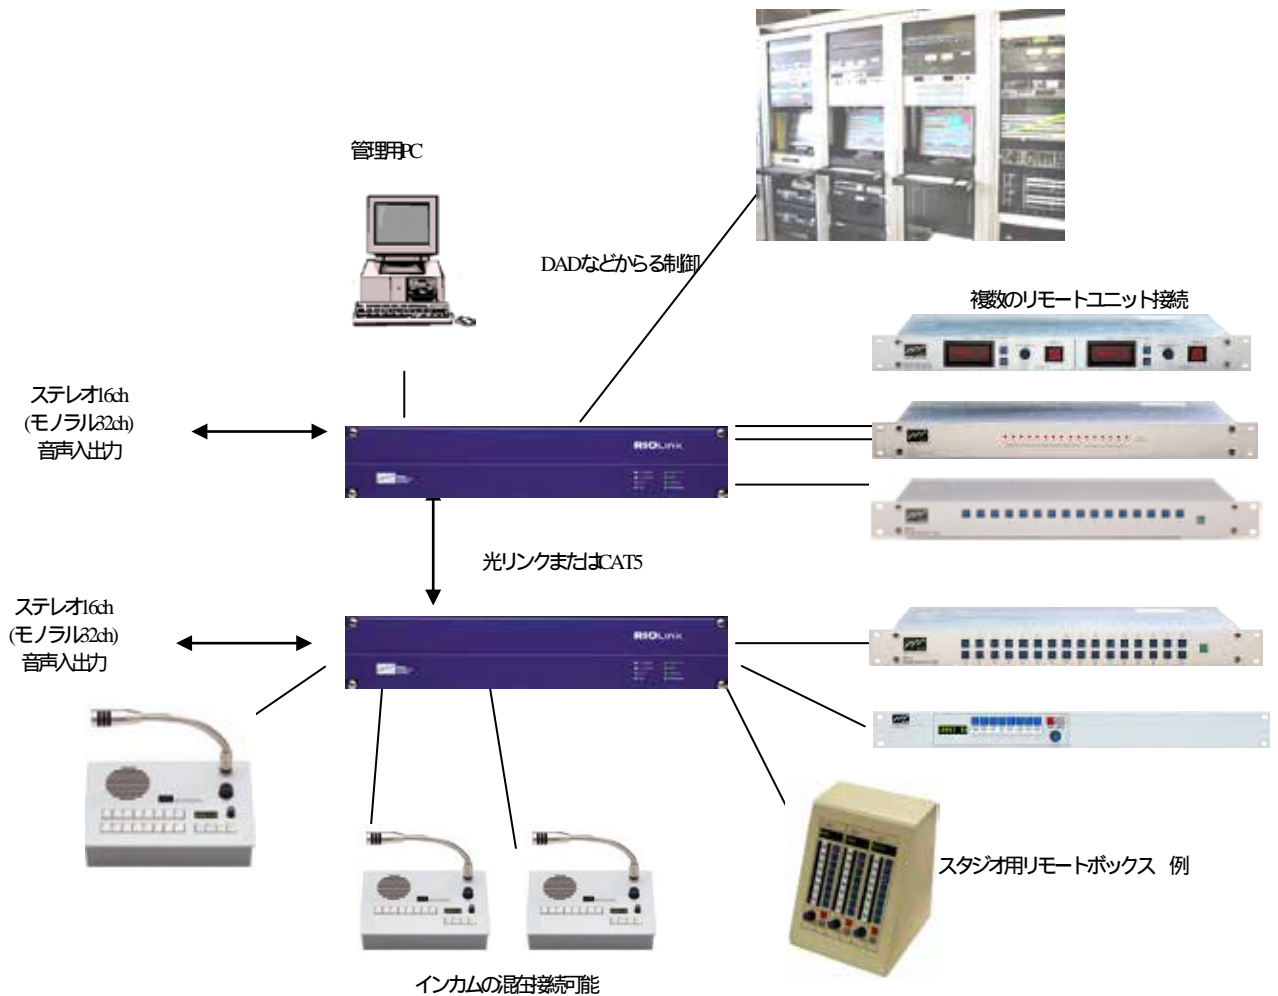 管理用PC
DADなどからる制御
複数のリモートユニット接続
ステレオ16ch
(モノラル32ch)
音声入出力
RIOLink
光リンクまたはCAT5
ステレオ16ch
(モノラル32ch)
音声入出力
RIOLink
スタジオ用リモートボックス 例
インカムの混在接続可能